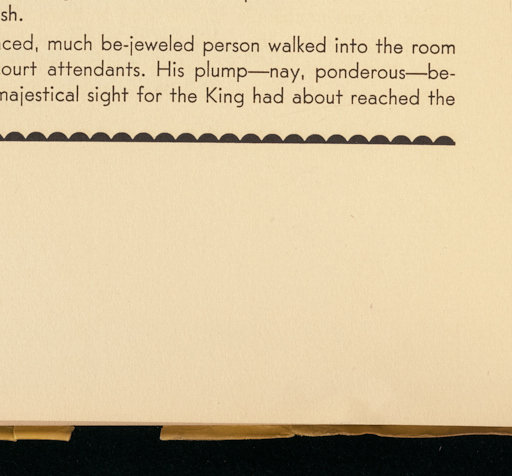 sh.
ced, much be-jeweled person walked into the room
ourt attendants. His plump—nay, ponderous—be-
majestical sight for the King had about reached the